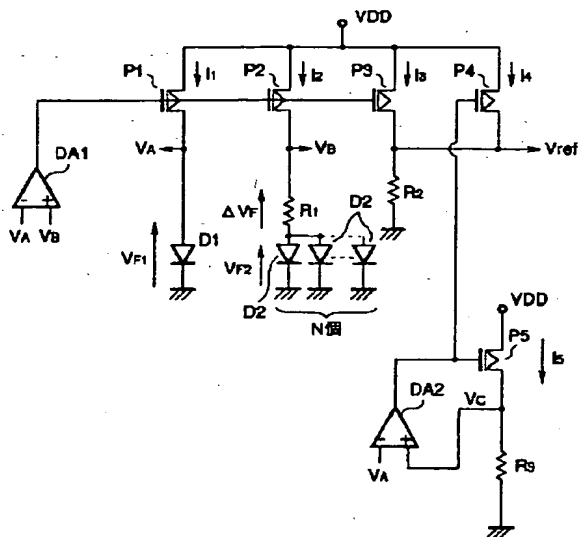 VDD
P1 I1 P2 I2 P3 I3 P4 I4
VA VB Vref
DA1
- +
VA VB
ΔVF R1 D2 R2
VF1 D1 VF2
D2
N個
VDD
P5
I5
DA2 VC
- +
VA
R3